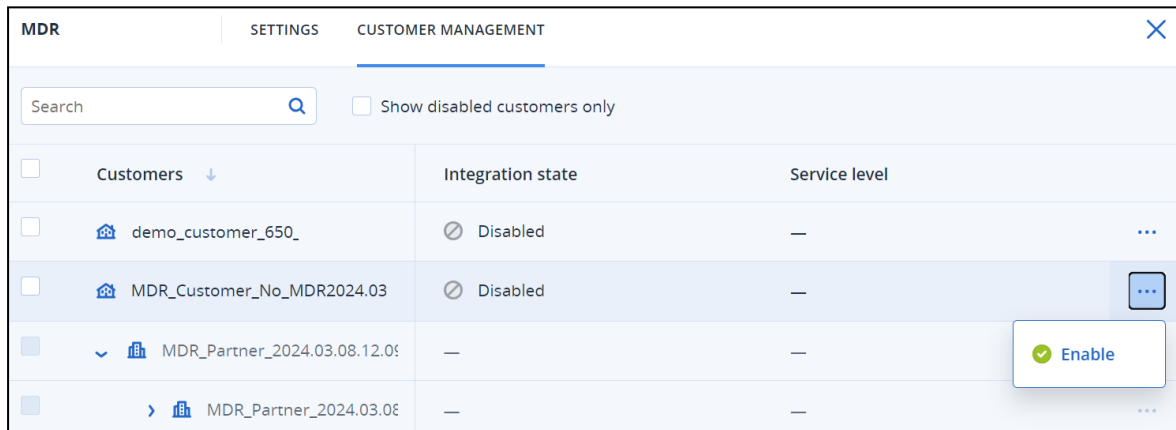 MDR SETTINGS CUSTOMER MANAGEMENT
Search Show disabled customers only
Customers Integration state Service level
demo_customer_650_ Disabled —
MDR_Customer_No_MDR2024.03 Disabled —
MDR_Partner_2024.03.08.12.09 — —
Enable
MDR_Partner_2024.03.08 — —